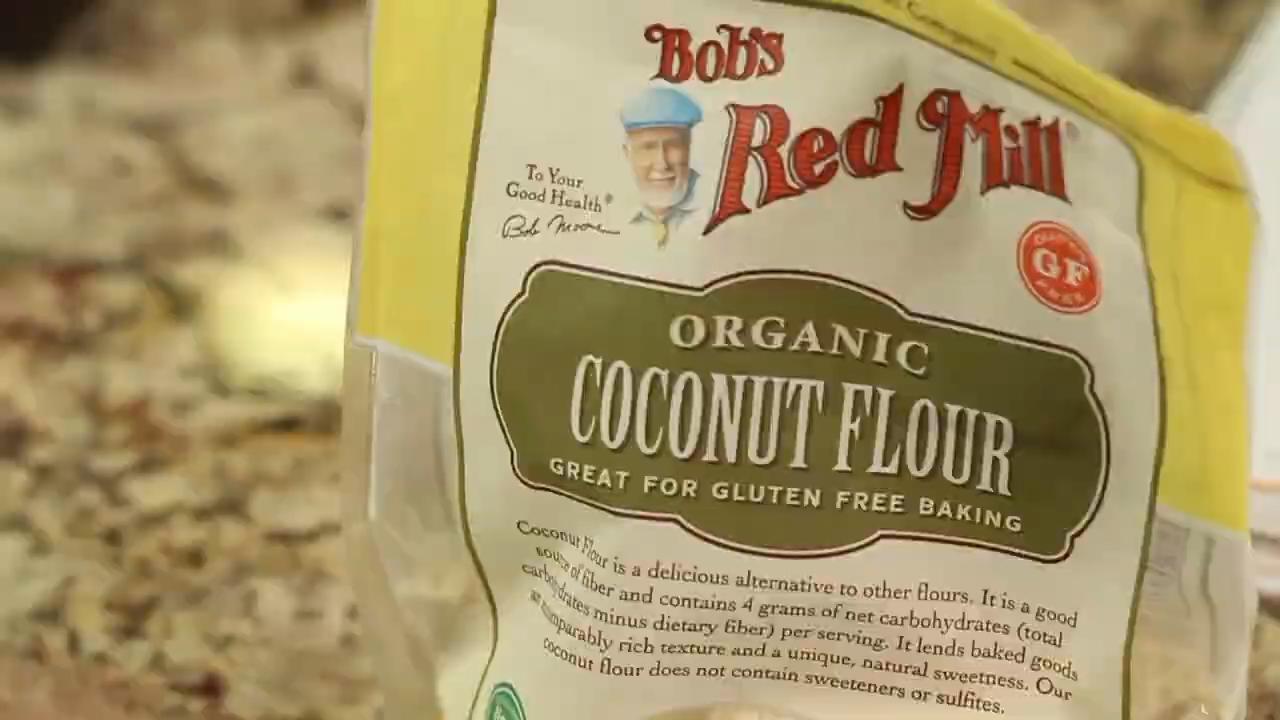 Bob's
Red Mill®
To Your
Good Health®
Bob Moore
GF
FREE
ORGANIC
COCONUT FLOUR
GREAT FOR GLUTEN FREE BAKING
Coconut Flour is a delicious alternative to other flours. It is a good
source of fiber and contains 4 grams of net carbohydrates (total
carbohydrates minus dietary fiber) per serving. It lends baked goods
incomparably rich texture and a unique, natural sweetness. Our
coconut flour does not contain sweeteners or sulfites.